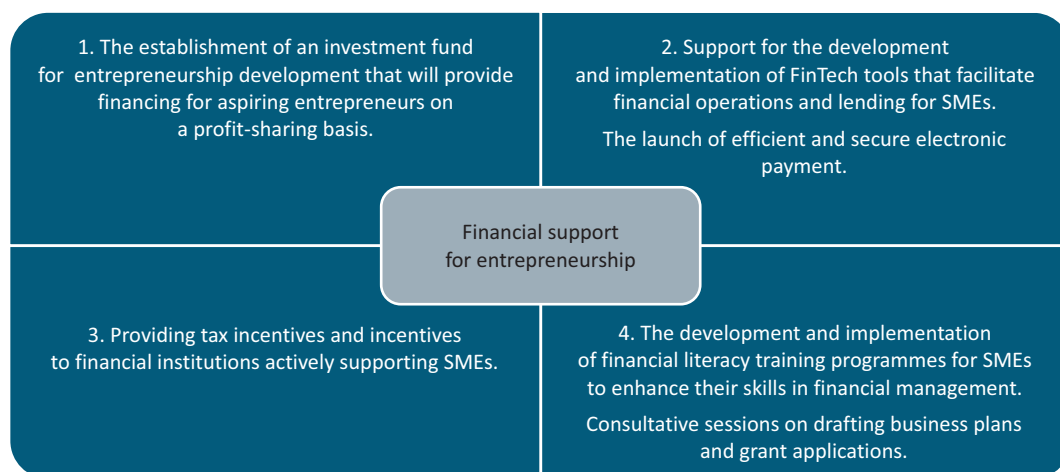 1. The establishment of an investment fund
for entrepreneurship development that will provide
financing for aspiring entrepreneurs on
a profit-sharing basis.
2. Support for the development
and implementation of FinTech tools that facilitate
financial operations and lending for SMEs.
The launch of efficient and secure electronic
payment.
Financial support
for entrepreneurship
3. Providing tax incentives and incentives
to financial institutions actively supporting SMEs.
4. The development and implementation
of financial literacy training programmes for SMEs
to enhance their skills in financial management.
Consultative sessions on drafting business plans
and grant applications.